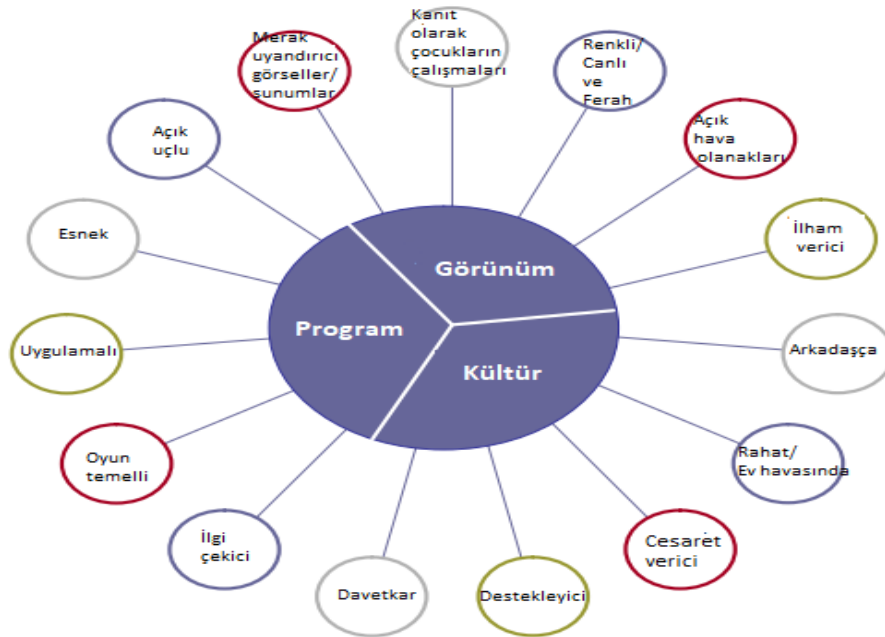 Kanıt
olarak
çocukların
çalışmaları
Renkli/
Canlı
ve
Ferah
Açık
hava
olanakları
İlham
verici
Arkadaşça
Rahat/
Ev havasında
Cesaret
verici
Destekleyici
Davetkar
İlgi
çekici
Oyun
temelli
Uygulamalı
Esnek
Açık
uçlu
Merak
uyandırıcı
görseller/
sunumlar
Görünüm
Program
Kültür